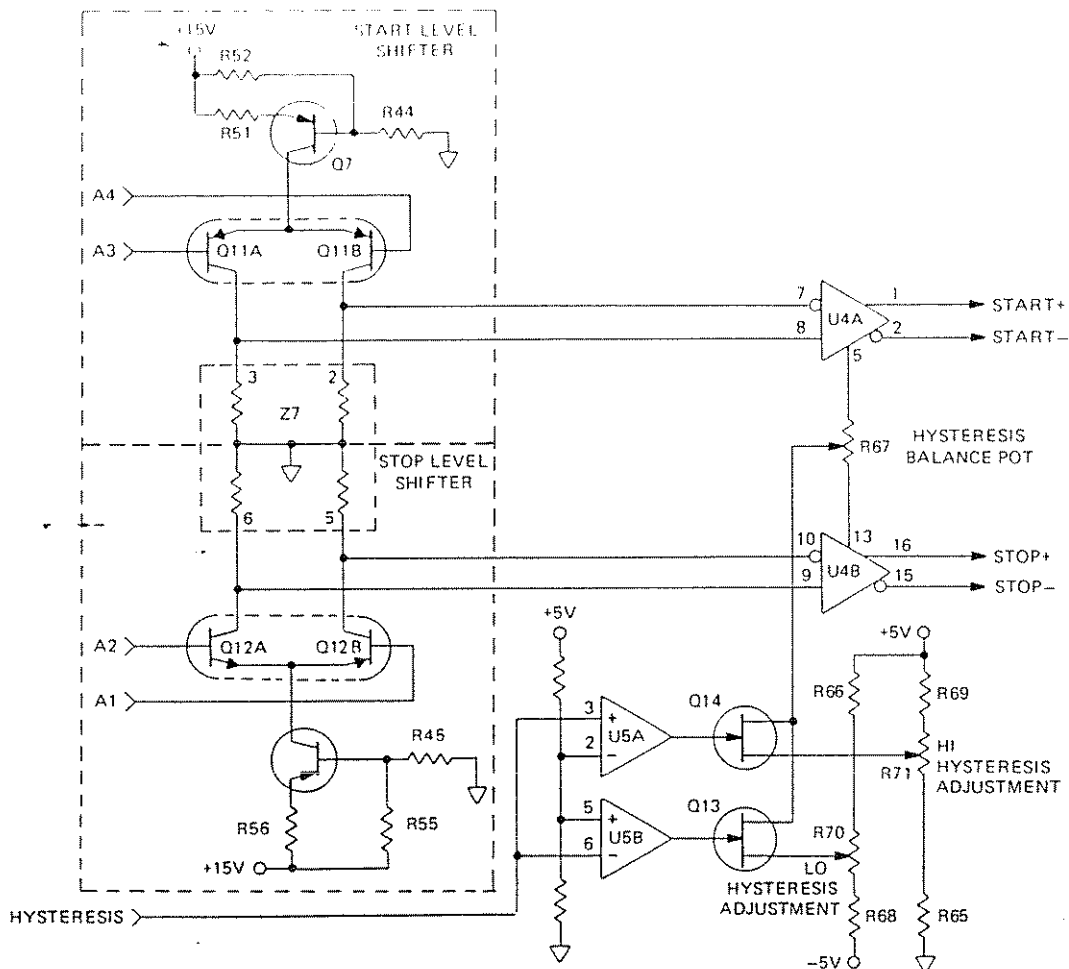 +15V
START LEVEL
SHIFTER
R52
R51
R44
Q7
A4
A3
Q11A
Q11B
7
8
U4A
1
2
5
START+
START−
3
2
Z7
R67
HYSTERESIS
BALANCE POT
STOP LEVEL
SHIFTER
6
5
10
9
13
U4B
16
15
STOP+
STOP−
A2
Q12A
Q12B
A1
+5V
+5V
R66
R69
Q14
3
+
2
−
U5A
HI
R71
HYSTERESIS
ADJUSTMENT
R45
Q13
5
+
6
−
U5B
R56
R55
R70
LO
HYSTERESIS
ADJUSTMENT
+15V
HYSTERESIS
R68
R65
−5V